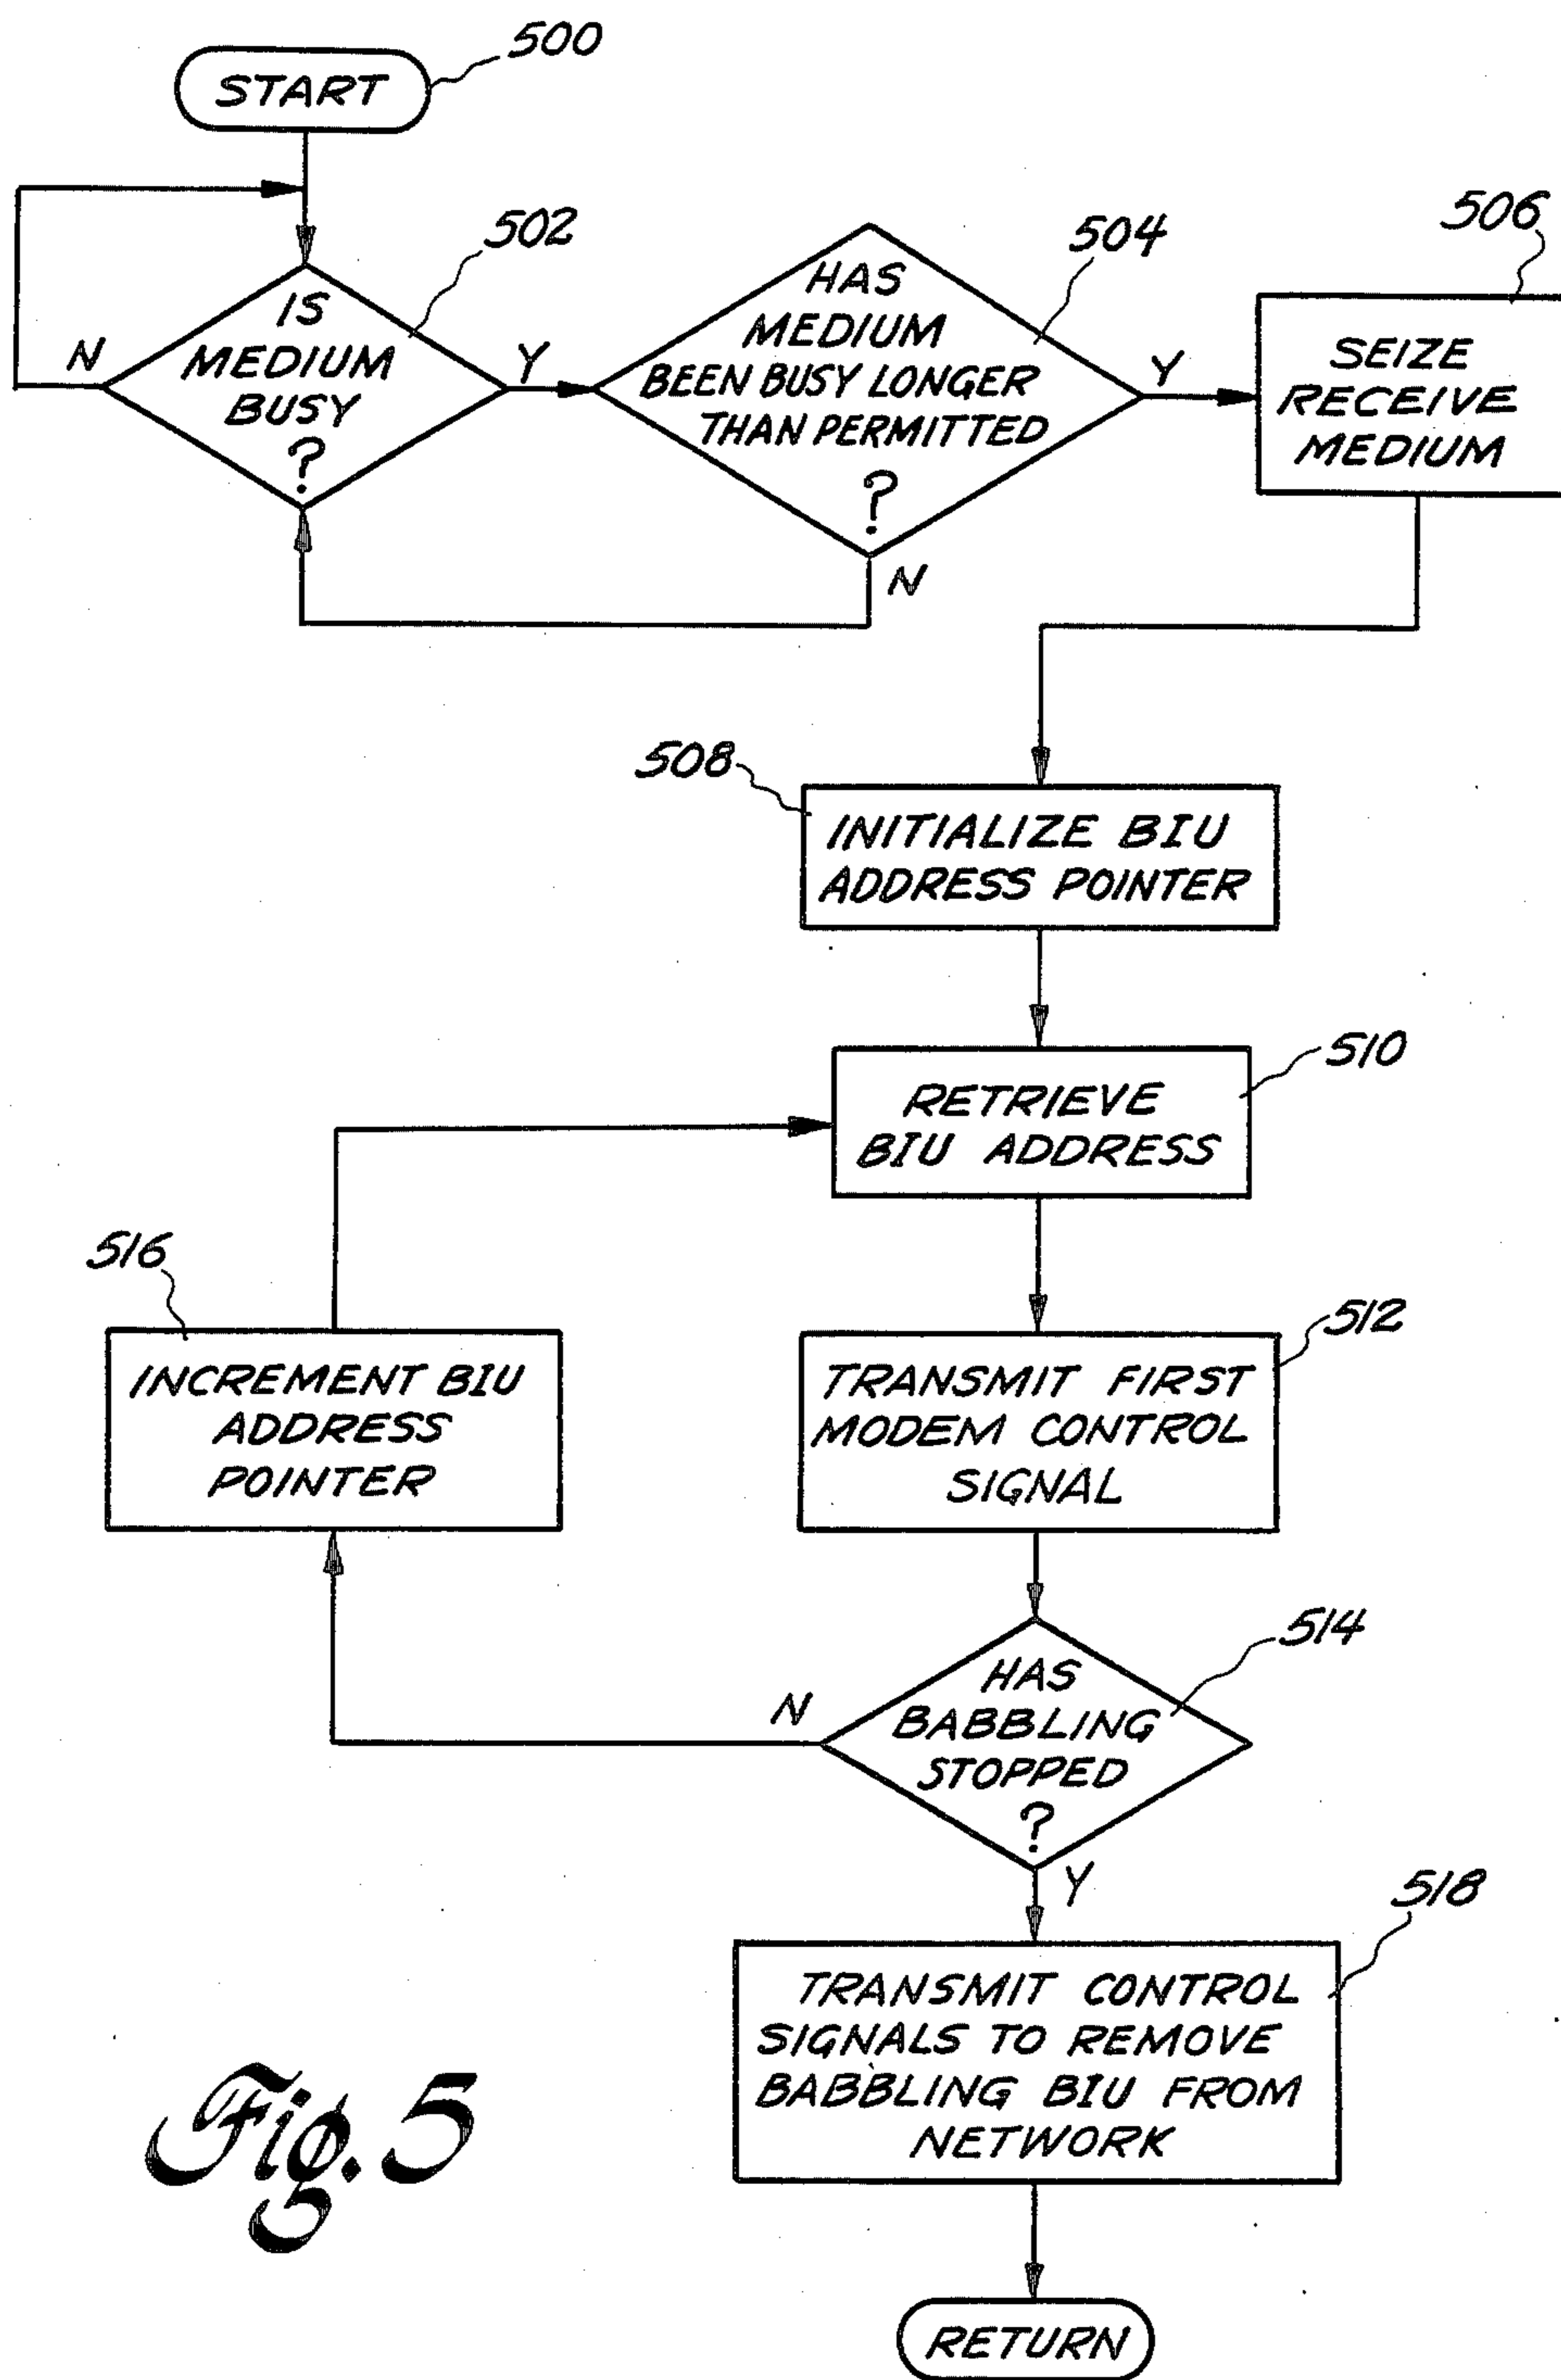 START
500
IS
MEDIUM
BUSY
?
502
N
Y
HAS
MEDIUM
BEEN BUSY LONGER
THAN PERMITTED
?
504
Y
N
506
SEIZE
RECEIVE
MEDIUM
508
INITIALIZE BIU
ADDRESS POINTER
510
RETRIEVE
BIU ADDRESS
516
INCREMENT BIU
ADDRESS
POINTER
512
TRANSMIT FIRST
MODEM CONTROL
SIGNAL
514
HAS
BABBLING
STOPPED
?
N
Y
518
TRANSMIT CONTROL
SIGNALS TO REMOVE
BABBLING BIU FROM
NETWORK
Fig. 5
RETURN